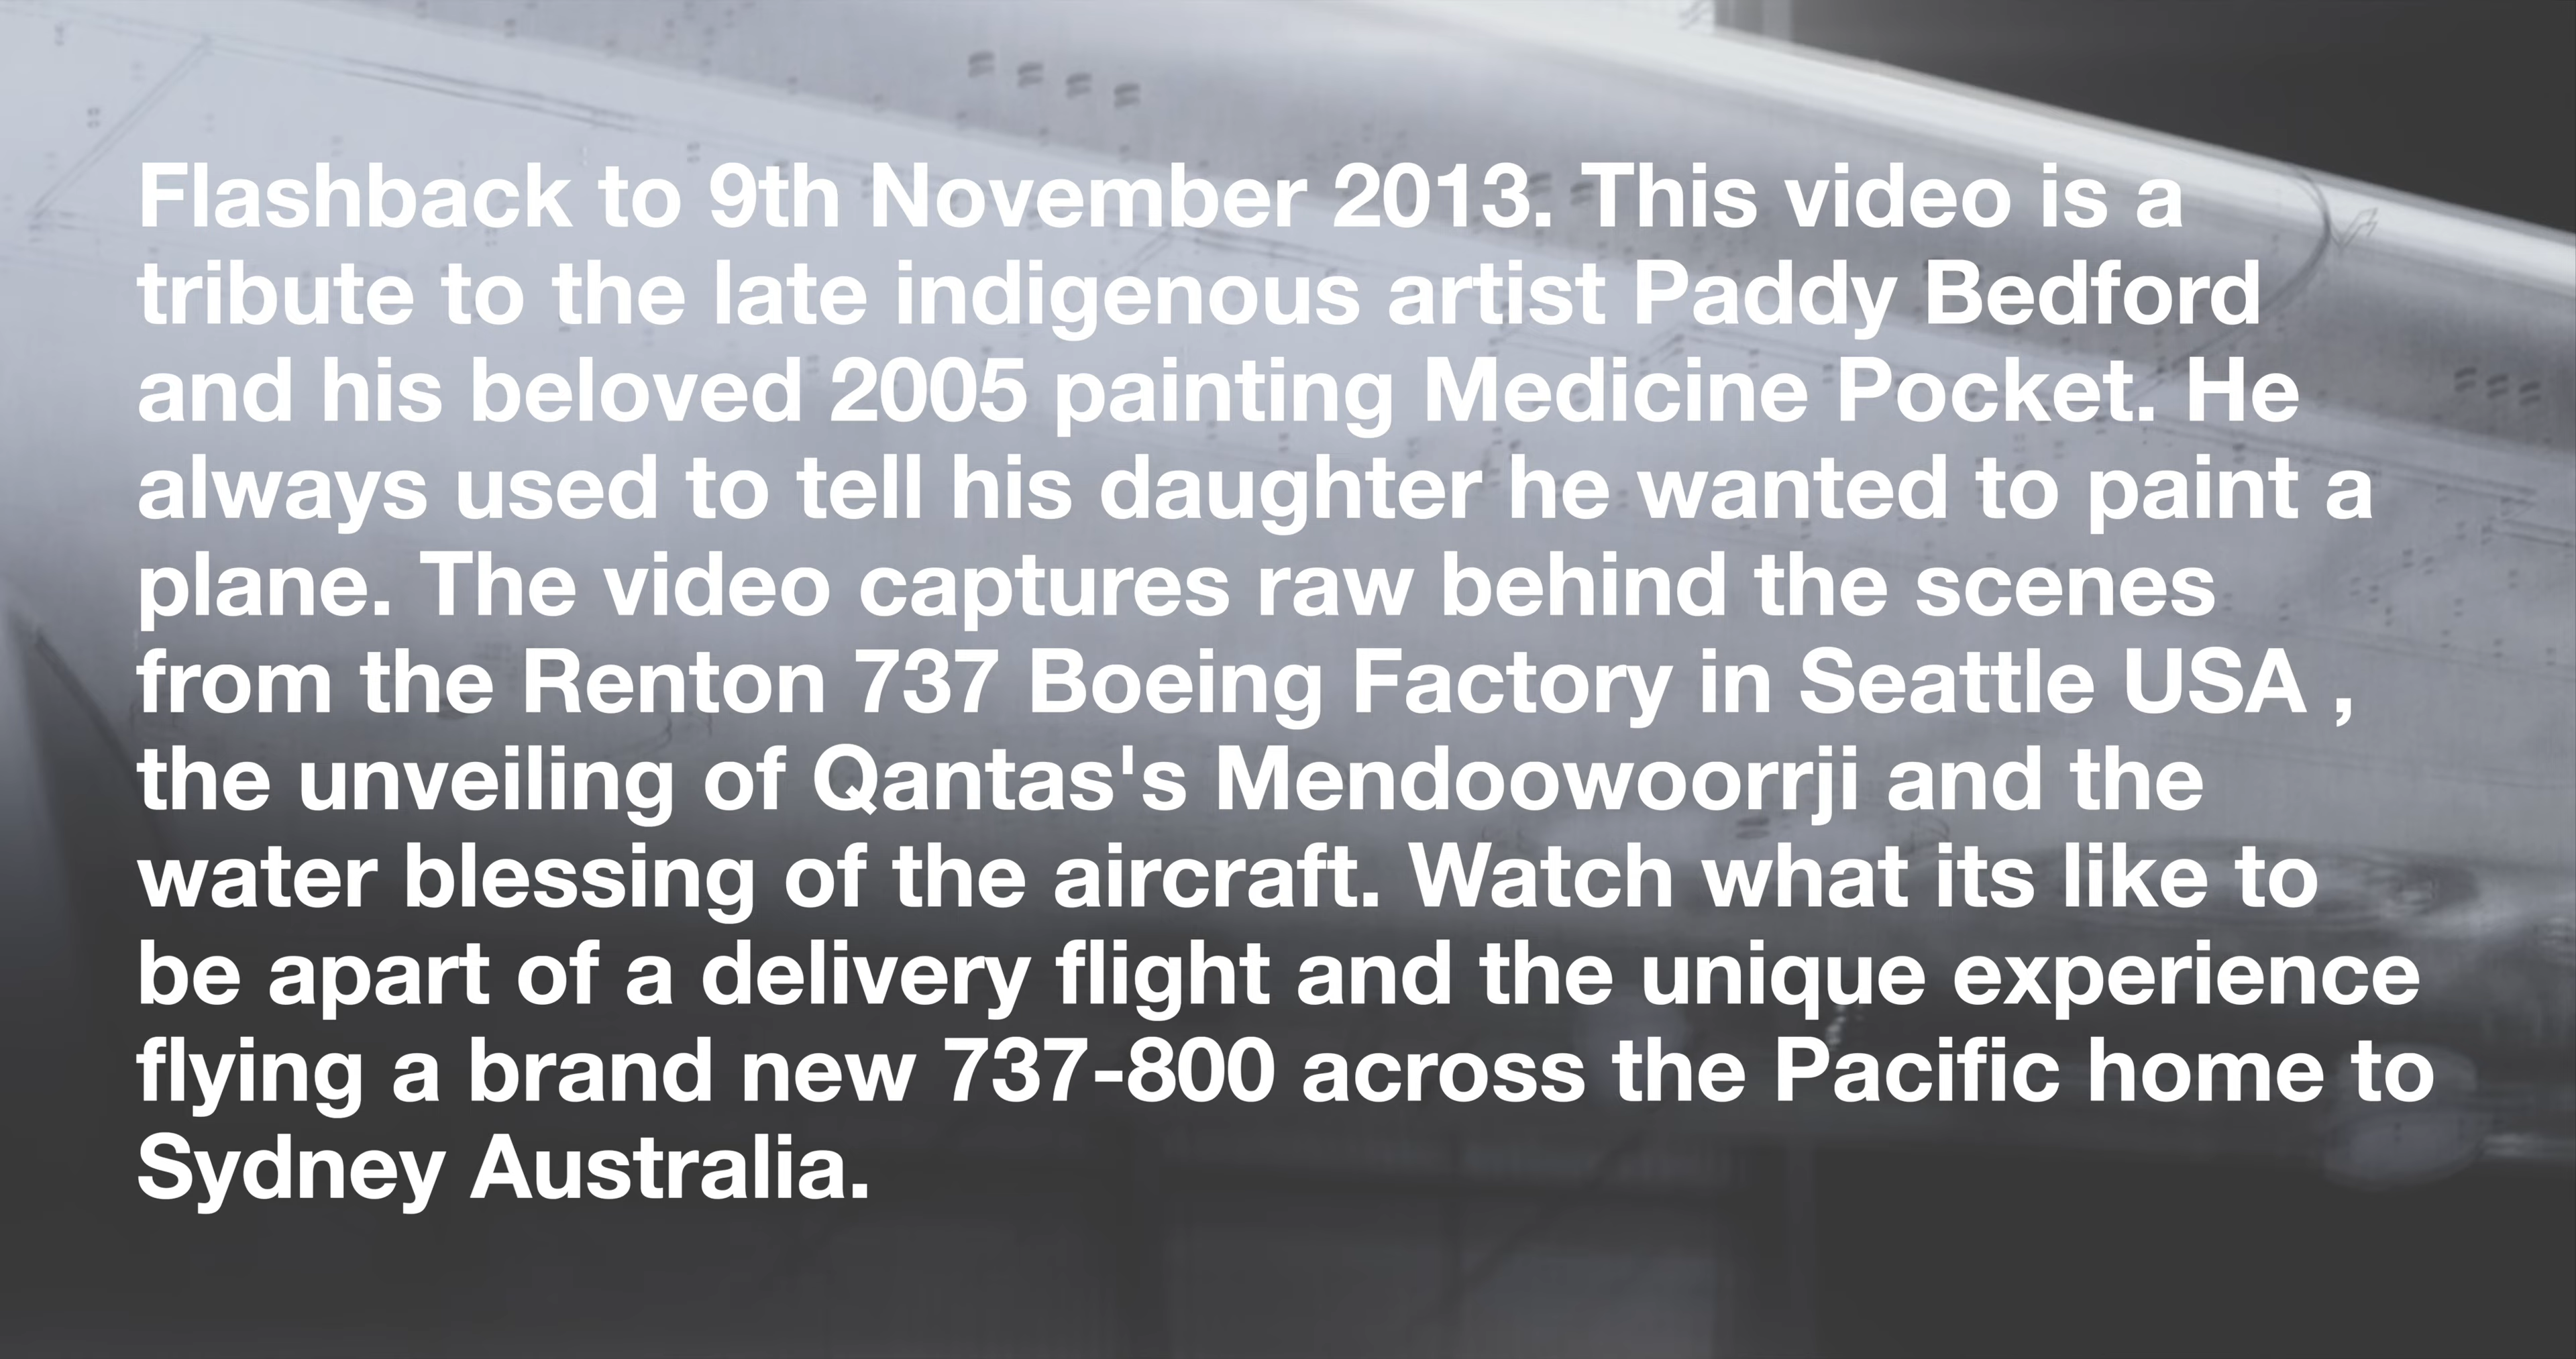 Flashback to 9th November 2013. This video is a
tribute to the late indigenous artist Paddy Bedford
and his beloved 2005 painting Medicine Pocket. He
always used to tell his daughter he wanted to paint a
plane. The video captures raw behind the scenes
from the Renton 737 Boeing Factory in Seattle USA ,
the unveiling of Qantas's Mendoowoorrji and the
water blessing of the aircraft. Watch what its like to
be apart of a delivery flight and the unique experience
flying a brand new 737-800 across the Pacific home to
Sydney Australia.